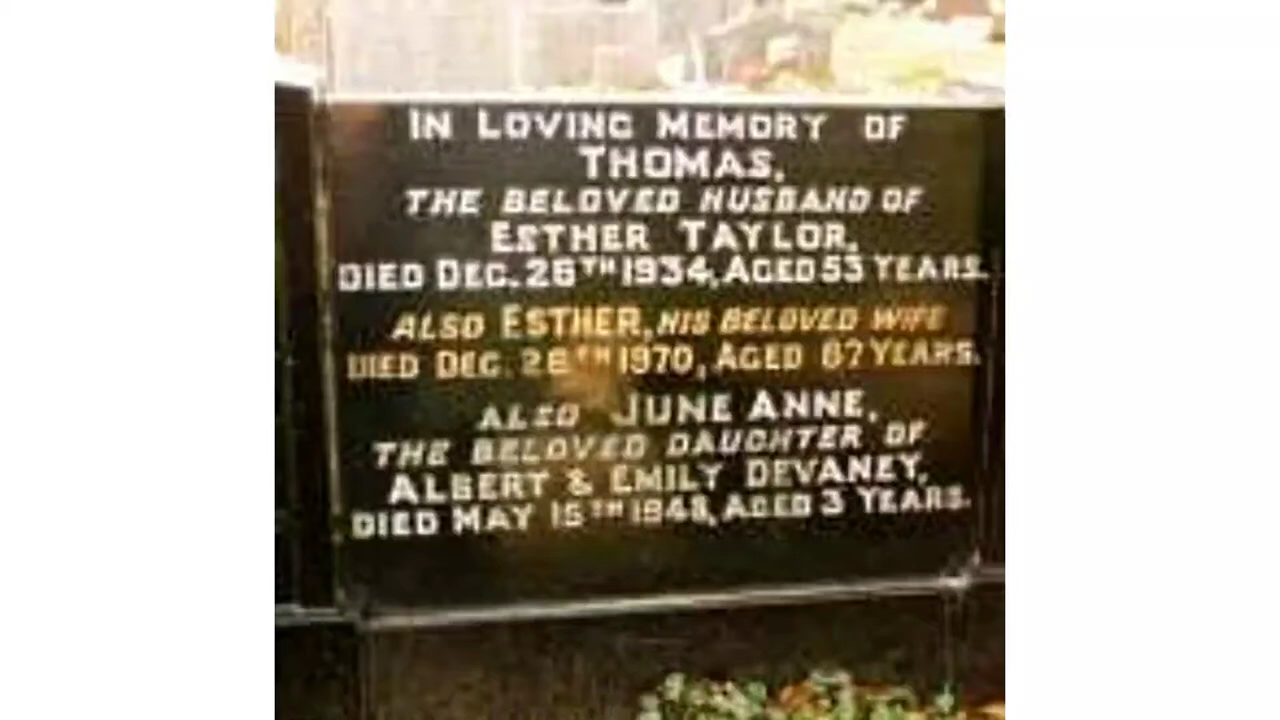 IN LOVING MEMORY OF
THOMAS,
THE BELOVED HUSBAND OF
ESTHER TAYLOR,
DIED DEC. 26TH 1934, AGED 53 YEARS.
ALSO ESTHER, HIS BELOVED WIFE
DIED DEC. 26TH 1970, AGED 87 YEARS.
ALSO JUNE ANNE,
THE BELOVED DAUGHTER OF
ALBERT & EMILY DEVANEY,
DIED MAY 15TH 1948, AGED 3 YEARS.